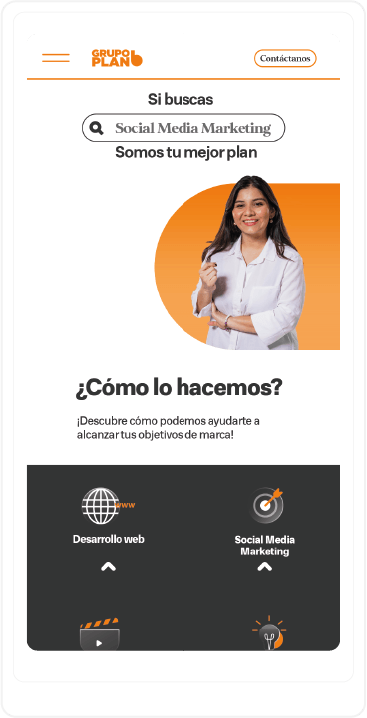 GRUPO
PLAN b
Contáctanos
Si buscas
Social Media Marketing
Somos tu mejor plan
¿Cómo lo hacemos?
¡Descubre cómo podemos ayudarte a
alcanzar tus objetivos de marca!
WW
Desarrollo web
Social Media
Marketing